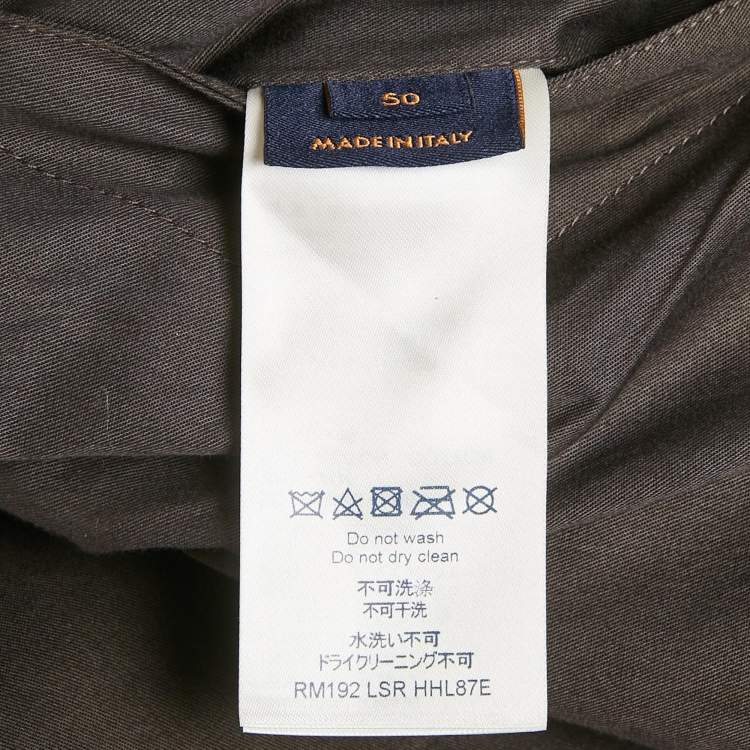 50
MADE IN ITALY
Do not wash
Do not dry clean
不可洗涤
不可干洗
水洗い不可
ドライクリーニング不可
RM192 LSR HHL87E